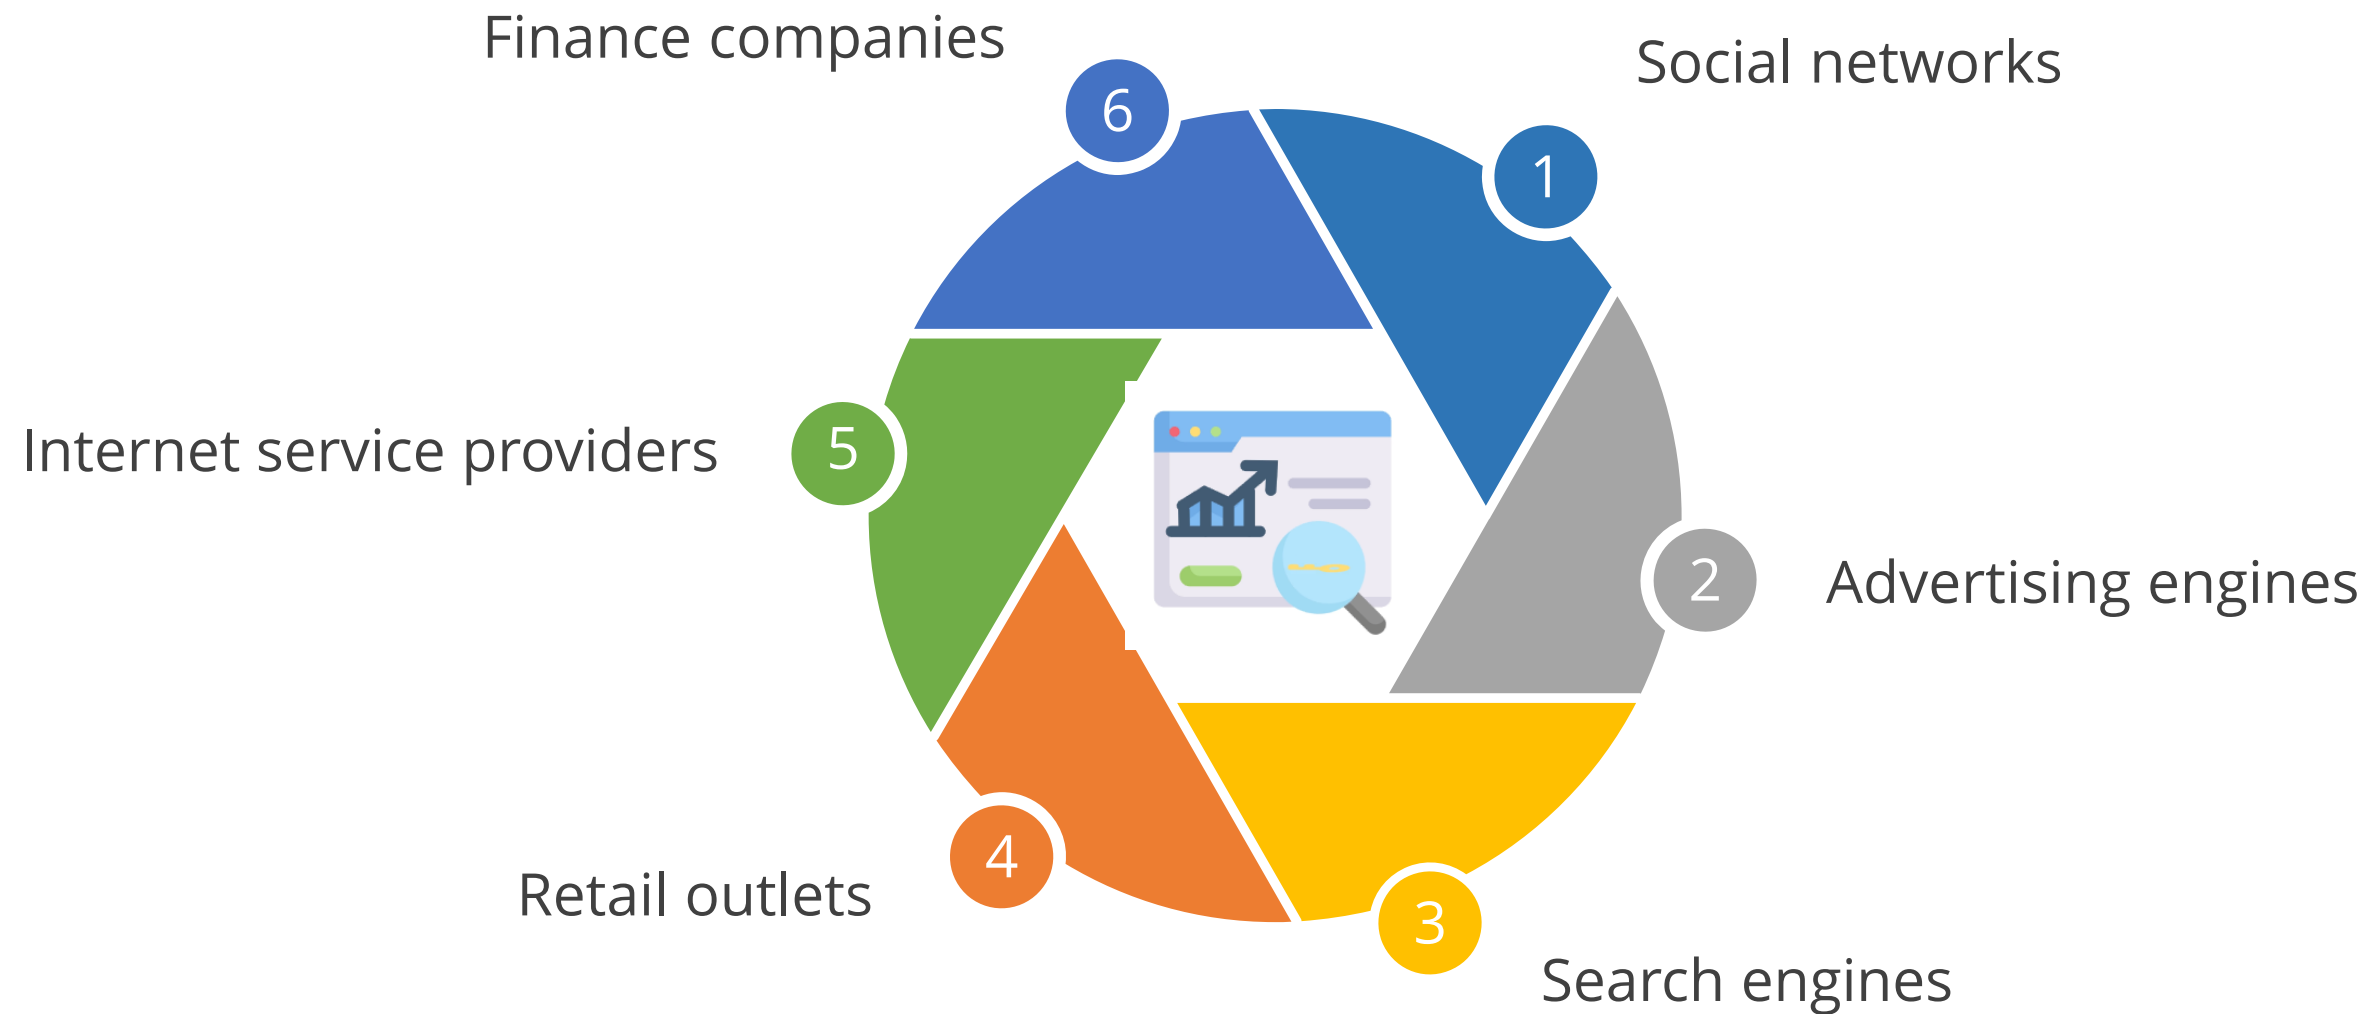 Finance companies
6
Social networks
1
Advertising engines
2
Search engines
3
Retail outlets
4
Internet service providers
5